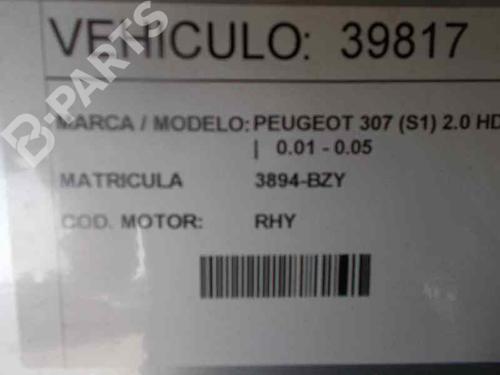 VEHICULO: 39817
MARCA / MODELO: PEUGEOT 307 (S1) 2.0 HD
| 0.01 - 0.05
MATRICULA 3894-BZY
COD. MOTOR: RHY
B-PARTS
B-PARTS